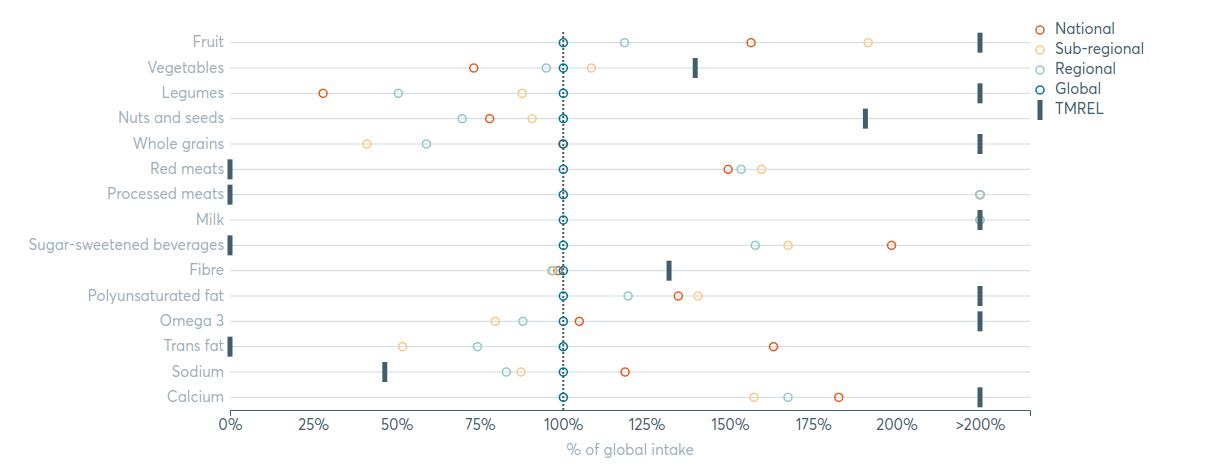 Fruit
Vegetables
Legumes
Nuts and seeds
Whole grains
Red meats
Processed meats
Milk
Sugar-sweetened beverages
Fibre
Polyunsaturated fat
Omega 3
Trans fat
Sodium
Calcium
0% 25% 50% 75% 100% 125% 150% 175% 200% >200%
% of global intake
National
Sub-regional
Regional
Global
TMREL